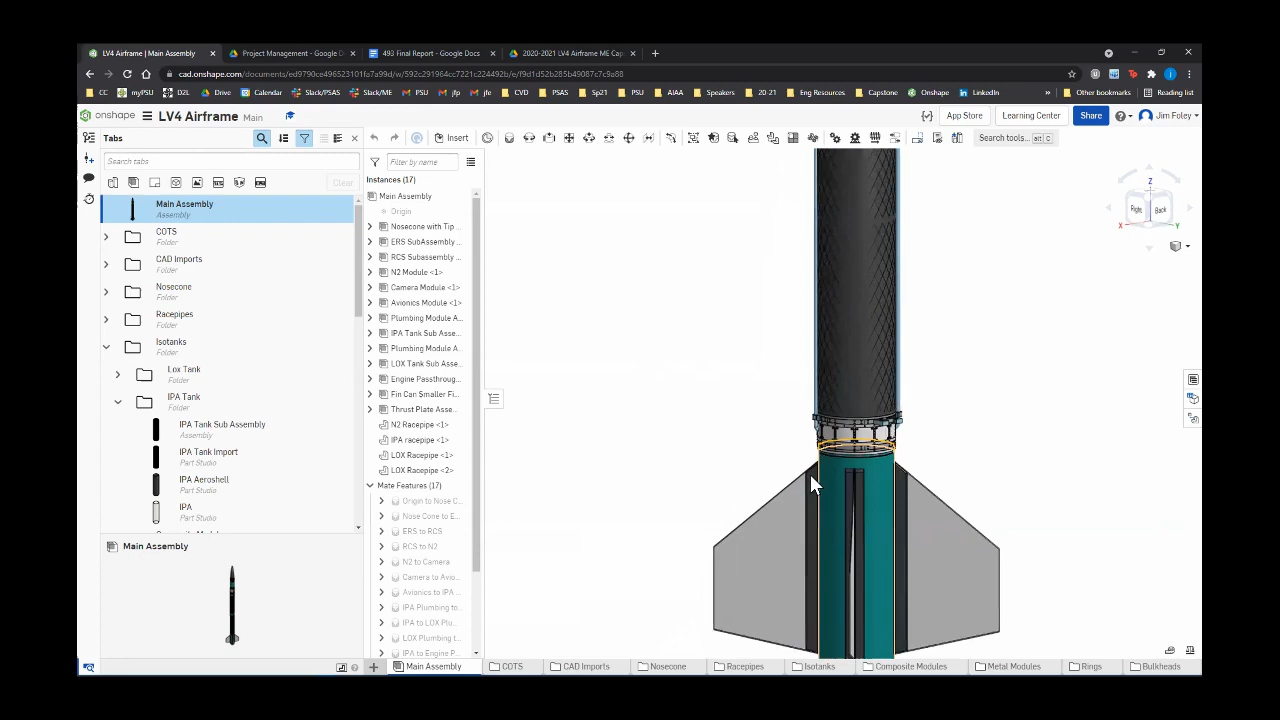 LV4 Airframe | Main Assembly
Project Management - Google D
493 Final Report - Google Docs
2020-2021 LV4 Airframe ME Cap
cad.onshape.com/documents/ed9790ce496523101fa7a99d/w/592c291964cc7221c224492b/e/f9d1d52b285b49087c7c9a88
CC
myPSU
D2L
Drive
Calendar
Slack/PSAS
Slack/ME
PSU
jfp
jfe
CVD
PSAS
Sp21
PSU
AIAA
Speakers
20-21
Eng Resources
Capstone
Onshape
LinkedIn
Other bookmarks
Reading list
onshape
LV4 Airframe Main
App Store
Learning Center
Share
Jim Foley
Tabs
Insert
Search tools...
alt
C
Search tabs
Filter by name
Clear
Instances (17)
Main Assembly
Assembly
COTS
Folder
CAD Imports
Folder
Nosecone
Folder
Racepipes
Folder
Isotanks
Folder
Lox Tank
Folder
IPA Tank
Folder
IPA Tank Sub Assembly
Assembly
IPA Tank Import
Part Studio
IPA Aeroshell
Part Studio
IPA
Part Studio
Main Assembly
Main Assembly
Origin
Nosecone with Tip ...
ERS SubAssembly ...
RCS Subassembly ...
N2 Module <1>
Camera Module <1>
Avionics Module <1>
Plumbing Module A...
IPA Tank Sub Asse...
Plumbing Module A...
LOX Tank Sub Asse...
Engine Passthroug...
Fin Can Smaller Fi...
Thrust Plate Asse...
N2 Racepipe <1>
IPA racepipe <1>
LOX Racepipe <1>
LOX Racepipe <2>
Mate Features (17)
Origin to Nose C...
Nose Cone to E...
ERS to RCS
RCS to N2
N2 to Camera
Camera to Avio...
Avionics to IPA ...
IPA Plumbing to...
IPA to LOX Plu...
LOX Plumbing t...
IPA to Engine P...
Z
Right
Back
X
Y
Main Assembly
COTS
CAD Imports
Nosecone
Racepipes
Isotanks
Composite Modules
Metal Modules
Rings
Bulkheads